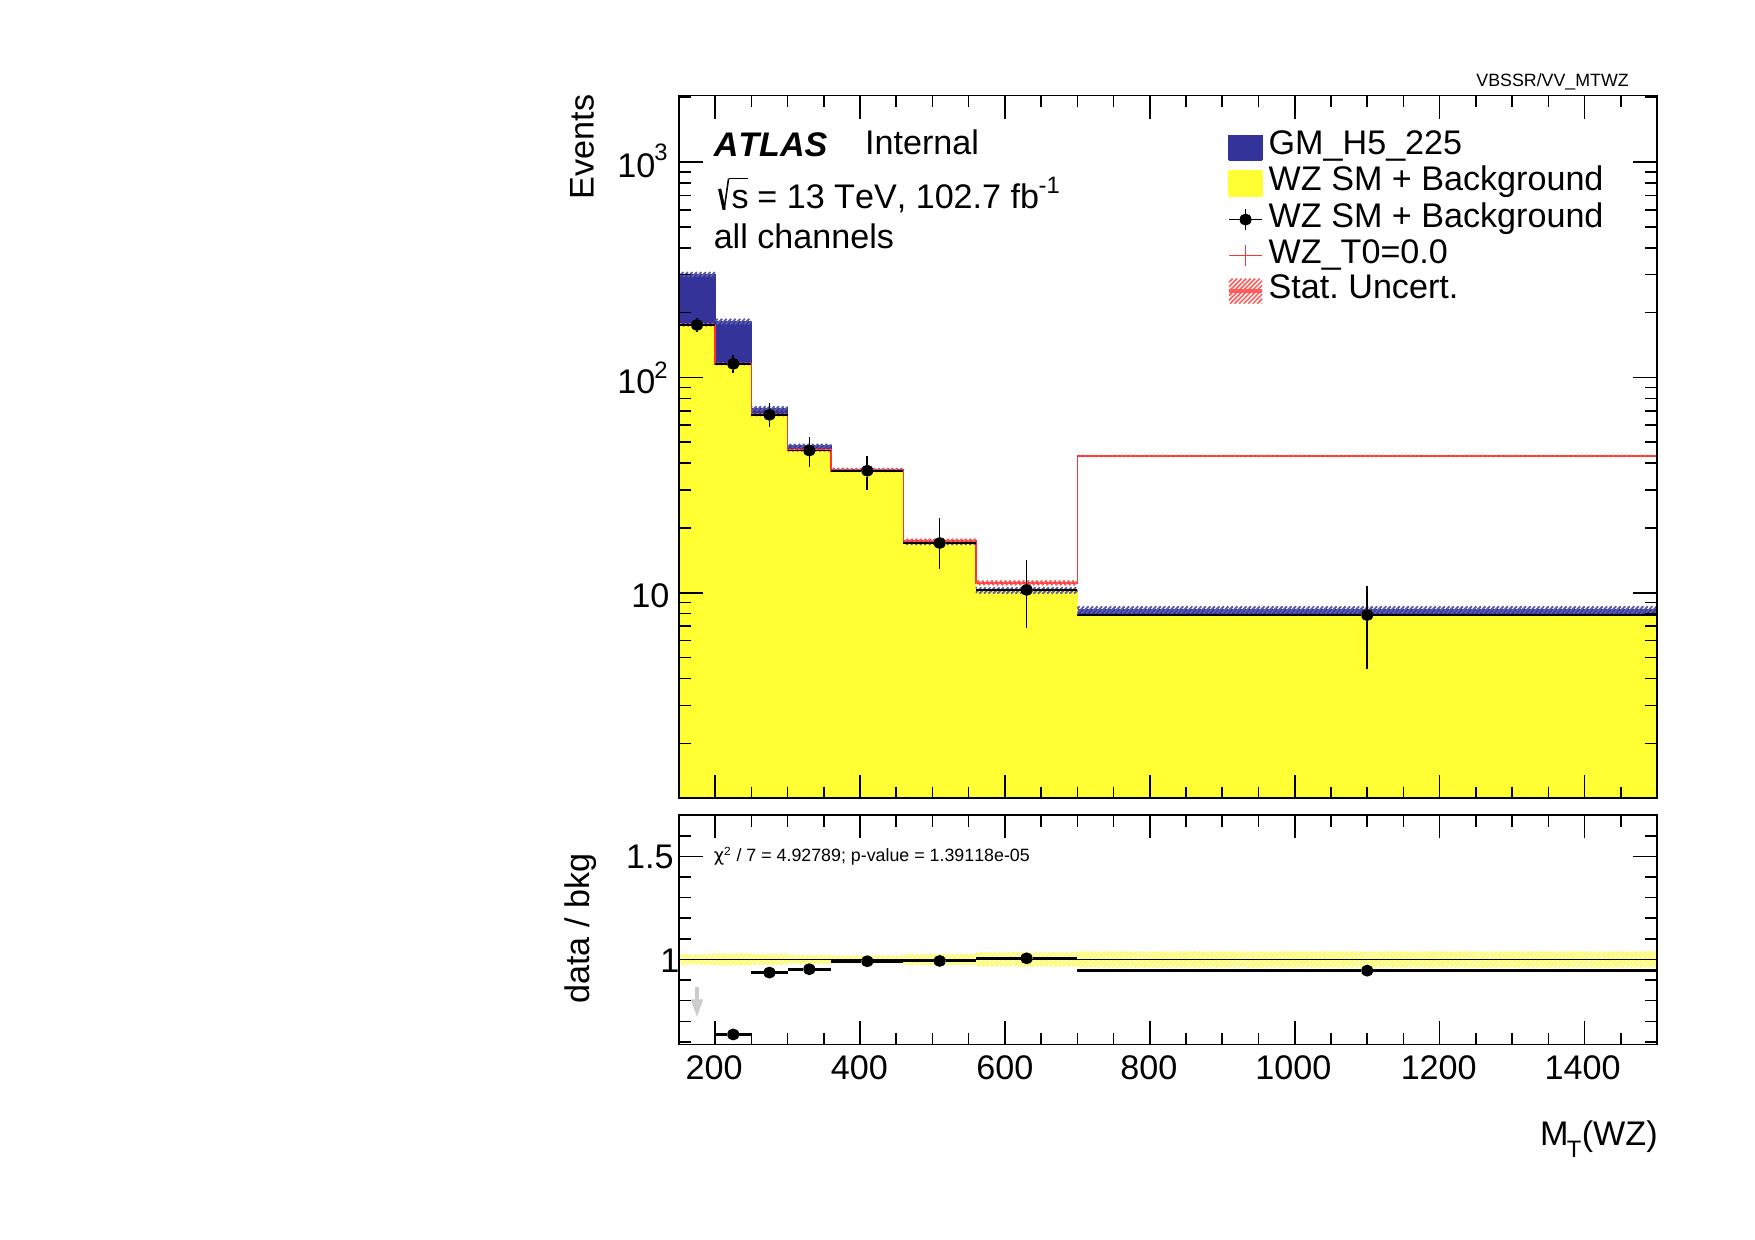 VBSSR/VV_MTWZ
Events
ATLAS Internal
√s = 13 TeV, 102.7 fb⁻¹
all channels
GM_H5_225
WZ SM + Background
WZ SM + Background
WZ_T0=0.0
Stat. Uncert.
10³
10²
10
data / bkg
χ² / 7 = 4.92789; p-value = 1.39118e-05
1.5
1
200 400 600 800 1000 1200 1400
M_T(WZ)